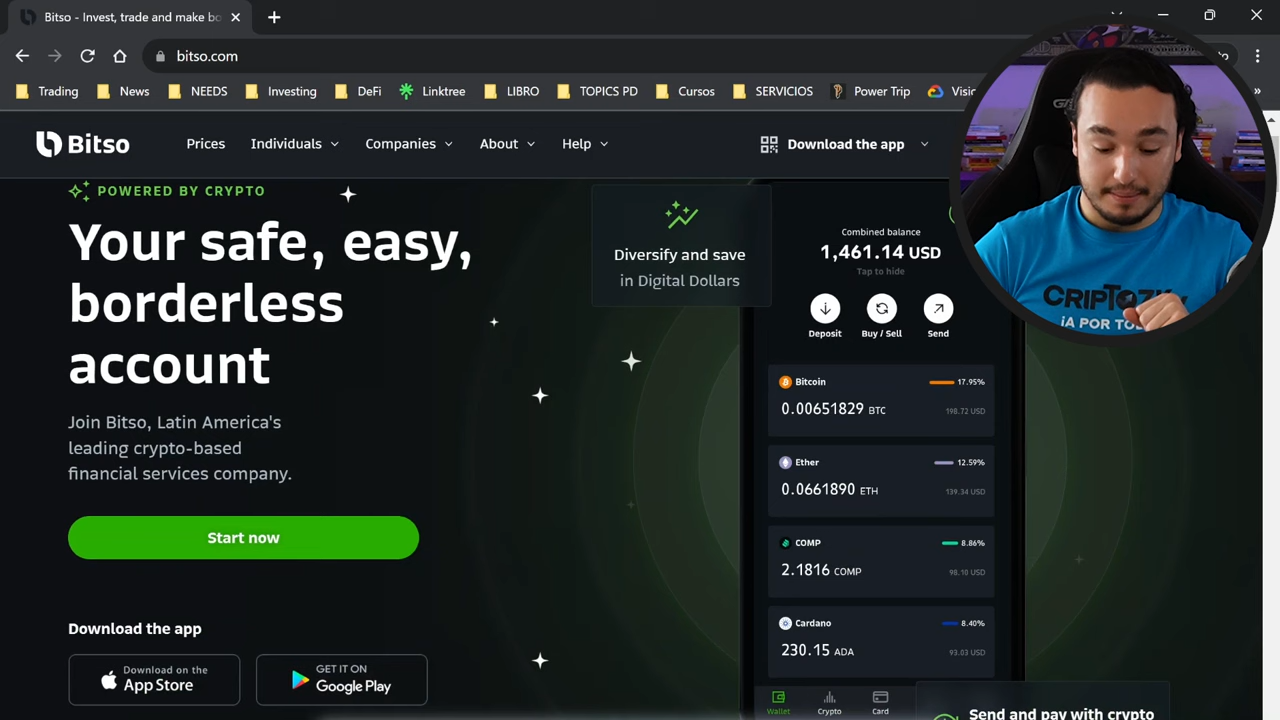 Bitso - Invest, trade and make bo
bitso.com
Trading
News
NEEDS
Investing
DeFi
Linktree
LIBRO
TOPICS PD
Cursos
SERVICIOS
Power Trip
»
Bitso
Prices
Individuals
Companies
About
Help
Download the app
POWERED BY CRYPTO
Your safe, easy,
borderless
account
Join Bitso, Latin America's
leading crypto-based
financial services company.
Start now
Download the app
Download on the
App Store
GET IT ON
Google Play
Diversify and save
in Digital Dollars
Combined balance
1,461.14 USD
Tap to hide
Deposit
Buy / Sell
Send
Bitcoin
17.95%
0.00651829 BTC
198.72 USD
Ether
12.59%
0.0661890 ETH
139.34 USD
COMP
8.86%
2.1816 COMP
98.10 USD
Cardano
8.40%
230.15 ADA
93.03 USD
Wallet
Crypto
Card
Send and pay with crypto